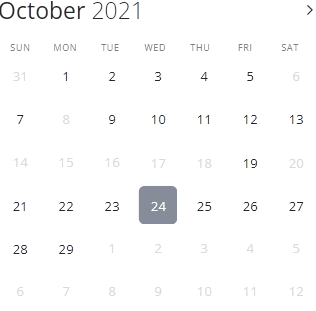 October 2021
SUN MON TUE WED THU FRI SAT
31 1 2 3 4 5 6
7 8 9 10 11 12 13
14 15 16 17 18 19 20
21 22 23 24 25 26 27
28 29 1 2 3 4 5
6 7 8 9 10 11 12